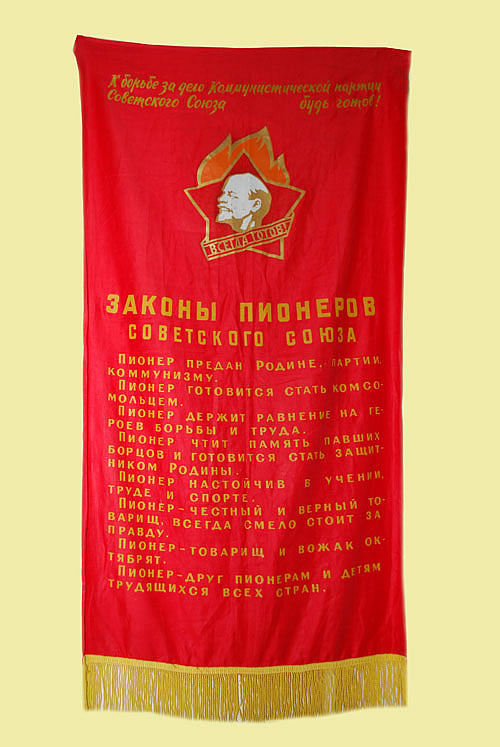 К борьбе за дело Коммунистической партии
Советского Союза будь готов!
ВСЕГДА ГОТОВ!
ЗАКОНЫ ПИОНЕРОВ
СОВЕТСКОГО СОЮЗА
Пионер предан Родине, партии,
коммунизму.
Пионер готовится стать комсо-
мольцем.
Пионер держит равнение на ге-
роев борьбы и труда.
Пионер чтит память павших
борцов и готовится стать защит-
ником Родины.
Пионер настойчив в учении,
труде и спорте.
Пионер-честный и верный то-
варищ, всегда смело стоит за
правду.
Пионер-товарищ и вожак ок-
тябрят.
Пионер-друг пионерам и детям
трудящихся всех стран.